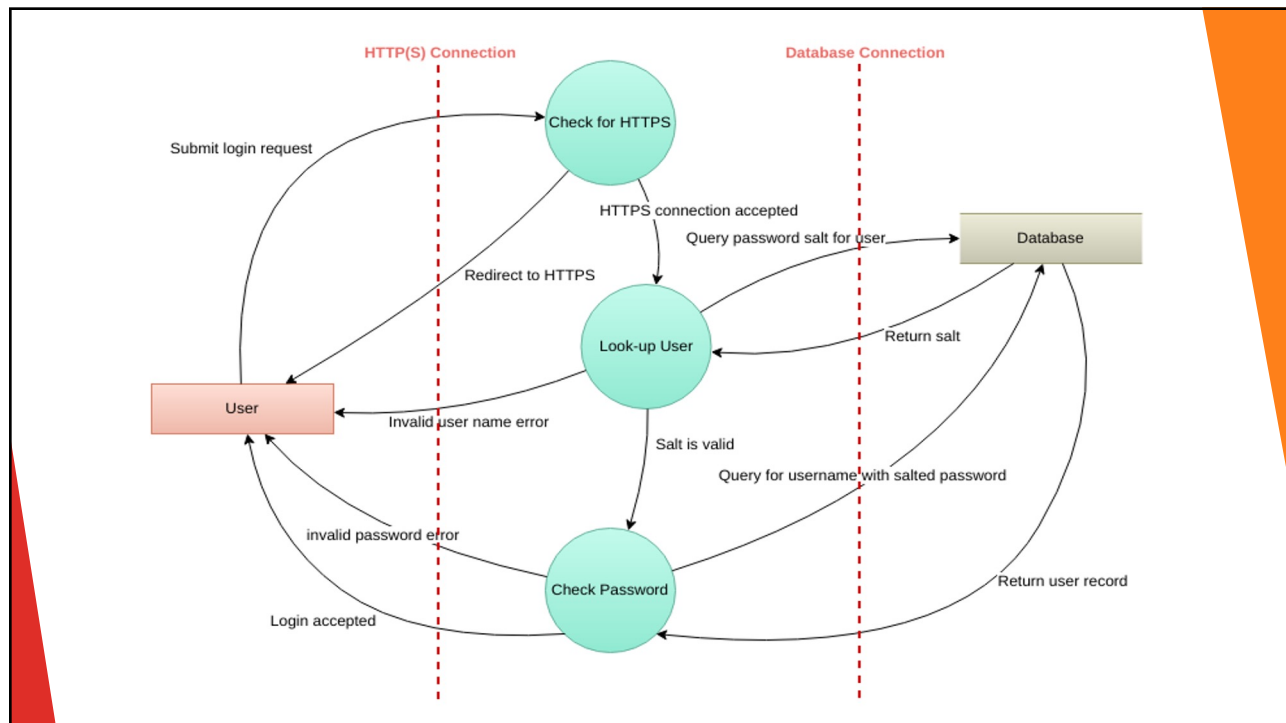 HTTP(S) Connection
Database Connection
Check for HTTPS
Submit login request
HTTPS connection accepted
Query password salt for user
Database
Redirect to HTTPS
Return salt
Look-up User
User
Invalid user name error
Salt is valid
Query for username with salted password
invalid password error
Return user record
Check Password
Login accepted